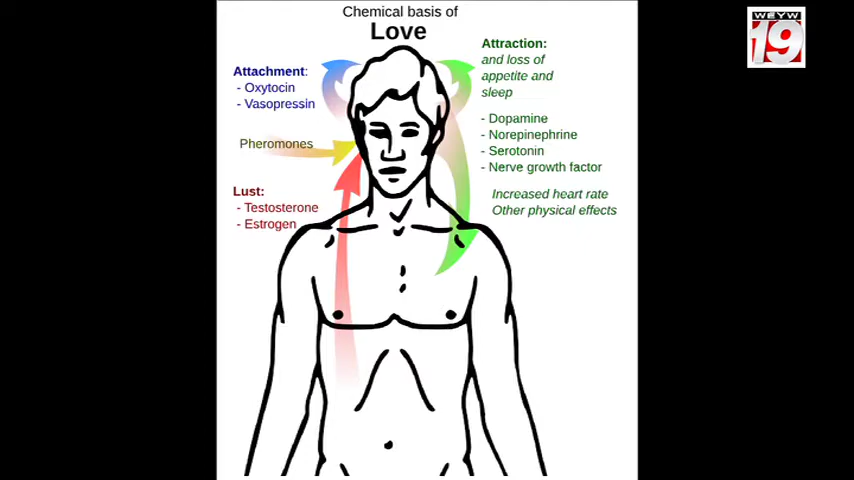 Chemical basis of
Love
WEYW
19
Attachment:
- Oxytocin
- Vasopressin
Pheromones
Lust:
- Testosterone
- Estrogen
Attraction:
and loss of
appetite and
sleep
- Dopamine
- Norepinephrine
- Serotonin
- Nerve growth factor
Increased heart rate
Other physical effects